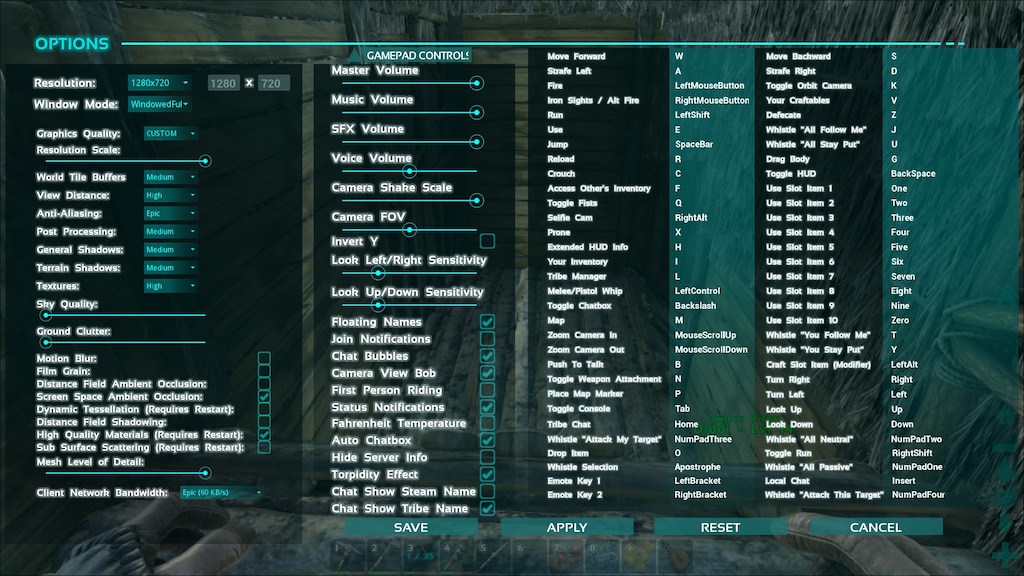 OPTIONS
GAMEPAD CONTROLS
Resolution: 1280x720 1280 X 720
Window Mode: WindowedFul
Graphics Quality: CUSTOM
Resolution Scale:
World Tile Buffers Medium
View Distance: High
Anti-Aliasing: Epic
Post Processing: Medium
General Shadows: Medium
Terrain Shadows: Medium
Textures: High
Sky Quality:
Ground Clutter:
Motion Blur:
Film Grain:
Distance Field Ambient Occlusion:
Screen Space Ambient Occlusion:
Dynamic Tessellation (Requires Restart):
Distance Field Shadowing:
High Quality Materials (Requires Restart):
Sub Surface Scattering (Requires Restart):
Mesh Level of Detail:
Client Network Bandwidth: Epic (60 KB/s)
Master Volume
Music Volume
SFX Volume
Voice Volume
Camera Shake Scale
Camera FOV
Invert Y
Look Left/Right Sensitivity
Look Up/Down Sensitivity
Floating Names
Join Notifications
Chat Bubbles
Camera View Bob
First Person Riding
Status Notifications
Fahrenheit Temperature
Auto Chatbox
Hide Server Info
Torpidity Effect
Chat Show Steam Name
Chat Show Tribe Name
Move Forward W Move Backward S
Strafe Left A Strafe Right D
Fire LeftMouseButton Toggle Orbit Camera K
Iron Sights / Alt Fire RightMouseButton Your Craftables V
Run LeftShift Defecate Z
Use E Whistle "All Follow Me" J
Jump SpaceBar Whistle "All Stay Put" U
Reload R Drag Body G
Crouch C Toggle HUD BackSpace
Access Other's Inventory F Use Slot Item 1 One
Toggle Fists Q Use Slot Item 2 Two
Selfie Cam RightAlt Use Slot Item 3 Three
Prone X Use Slot Item 4 Four
Extended HUD Info H Use Slot Item 5 Five
Your Inventory I Use Slot Item 6 Six
Tribe Manager L Use Slot Item 7 Seven
Melee/Pistol Whip LeftControl Use Slot Item 8 Eight
Toggle Chatbox Backslash Use Slot Item 9 Nine
Map M Use Slot Item 10 Zero
Zoom Camera In MouseScrollUp Whistle "You Follow Me" T
Zoom Camera Out MouseScrollDown Whistle "You Stay Put" Y
Push To Talk B Craft Slot Item (Modifier) LeftAlt
Toggle Weapon Attachment N Turn Right Right
Place Map Marker P Turn Left Left
Toggle Console Tab Look Up Up
Tribe Chat Home Look Down Down
Whistle "Attack My Target" NumPadThree Whistle "All Neutral" NumPadTwo
Drop Item O Toggle Run RightShift
Whistle Selection Apostrophe Whistle "All Passive" NumPadOne
Emote Key 1 LeftBracket Local Chat Insert
Emote Key 2 RightBracket Whistle "Attack This Target" NumPadFour
SAVE APPLY RESET CANCEL
1 2 3 4 5 6 7 8 9
1 / 35